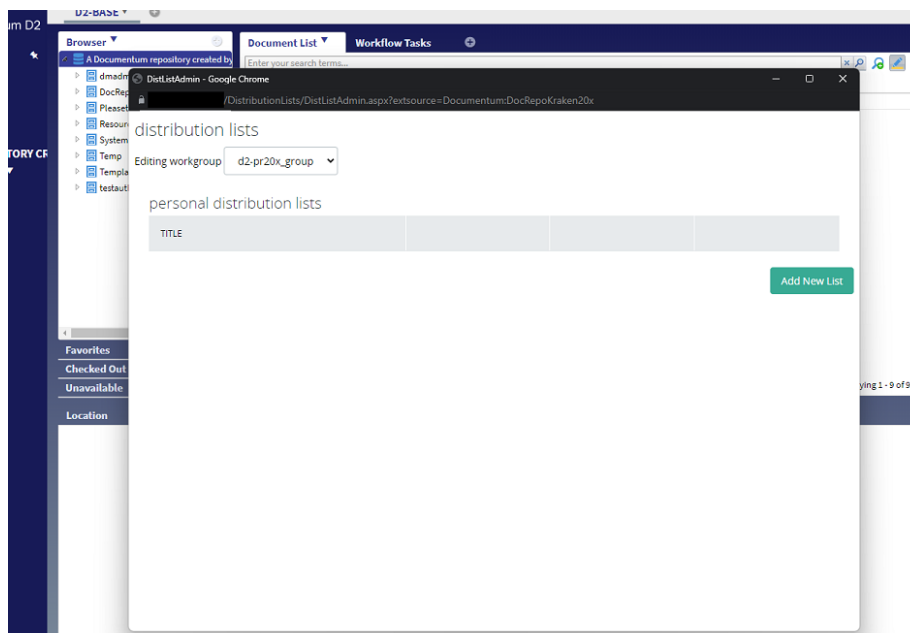 um D2
D2-BASE
Browser
Document List
Workflow Tasks
A Documentum repository created by
Enter your search terms...
dmadm
DocRep
Pleaset
Resour
System
Temp
Templa
testaut
TORY CR
DistListAdmin - Google Chrome
/DistributionLists/DistListAdmin.aspx?extsource=Documentum:DocRepoKraken20x
distribution lists
Editing workgroup d2-pr20x_group
personal distribution lists
TITLE
Add New List
Favorites
Checked Out
Unavailable
ying 1 - 9 of 9
Location